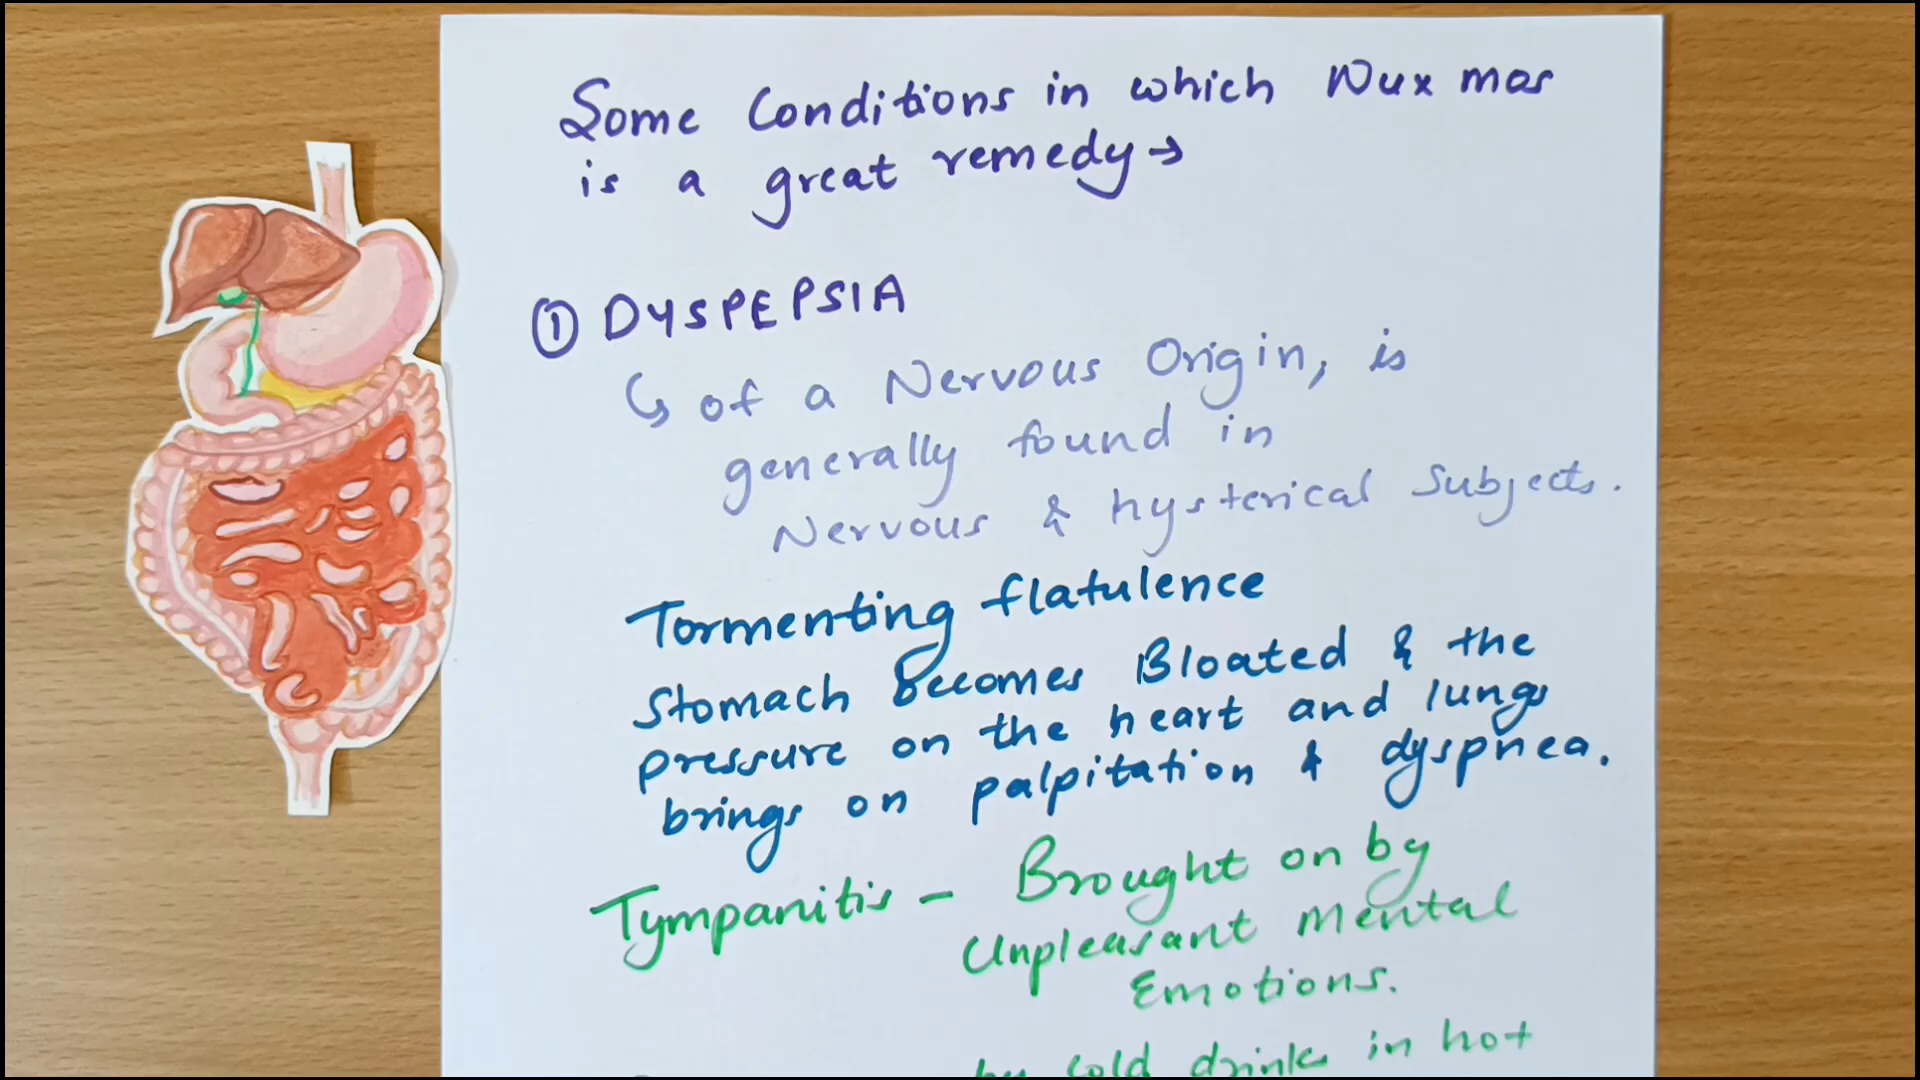 Some Conditions in which Nux mos
is a great remedy→
① DYSPEPSIA
↳ of a Nervous Origin, is
generally found in
Nervous & hysterical Subjects.
Tormenting flatulence
Stomach becomes Bloated & the
pressure on the heart and lungs
brings on palpitation & dyspnea.
Tympanitis - Brought on by
Unpleasant Mental
Emotions.
by cold drinks in hot